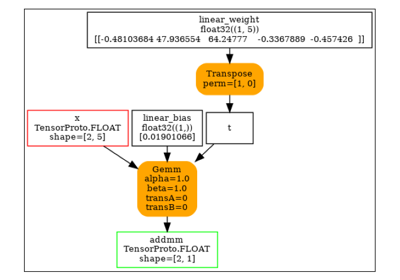 linear_weight
float32((1, 5))
[[-0.48103684 47.936554 64.24777 -0.3367889 -0.457426 ]]
Transpose
perm=[1, 0]
x
TensorProto.FLOAT
shape=[2, 5]
linear_bias
float32((1,))
[0.01901066]
t
Gemm
alpha=1.0
beta=1.0
transA=0
transB=0
addmm
TensorProto.FLOAT
shape=[2, 1]